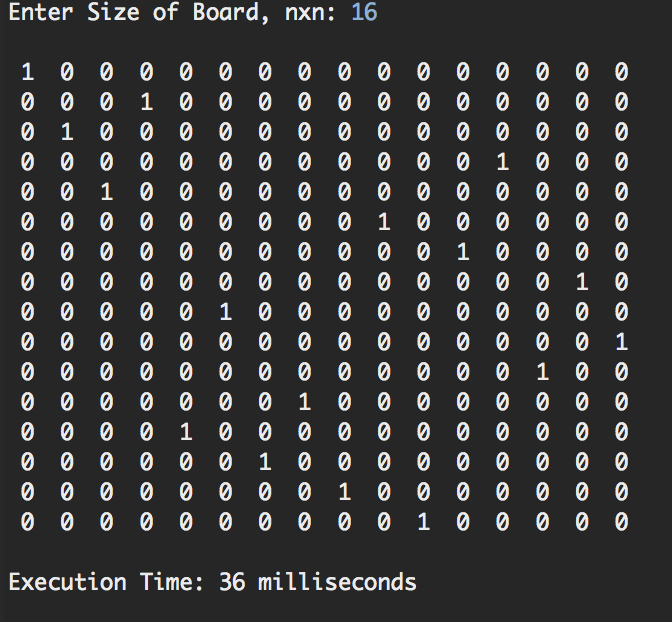 Enter Size of Board, nxn: 16
1 0 0 0 0 0 0 0 0 0 0 0 0 0 0 0
0 0 0 1 0 0 0 0 0 0 0 0 0 0 0 0
0 1 0 0 0 0 0 0 0 0 0 0 0 0 0 0
0 0 0 0 0 0 0 0 0 0 0 0 1 0 0 0
0 0 1 0 0 0 0 0 0 0 0 0 0 0 0 0
0 0 0 0 0 0 0 0 0 1 0 0 0 0 0 0
0 0 0 0 0 0 0 0 0 0 0 1 0 0 0 0
0 0 0 0 0 0 0 0 0 0 0 0 0 0 1 0
0 0 0 0 0 1 0 0 0 0 0 0 0 0 0 0
0 0 0 0 0 0 0 0 0 0 0 0 0 0 0 1
0 0 0 0 0 0 0 0 0 0 0 0 0 1 0 0
0 0 0 0 0 0 0 1 0 0 0 0 0 0 0 0
0 0 0 0 1 0 0 0 0 0 0 0 0 0 0 0
0 0 0 0 0 0 1 0 0 0 0 0 0 0 0 0
0 0 0 0 0 0 0 0 1 0 0 0 0 0 0 0
0 0 0 0 0 0 0 0 0 0 1 0 0 0 0 0
Execution Time: 36 milliseconds